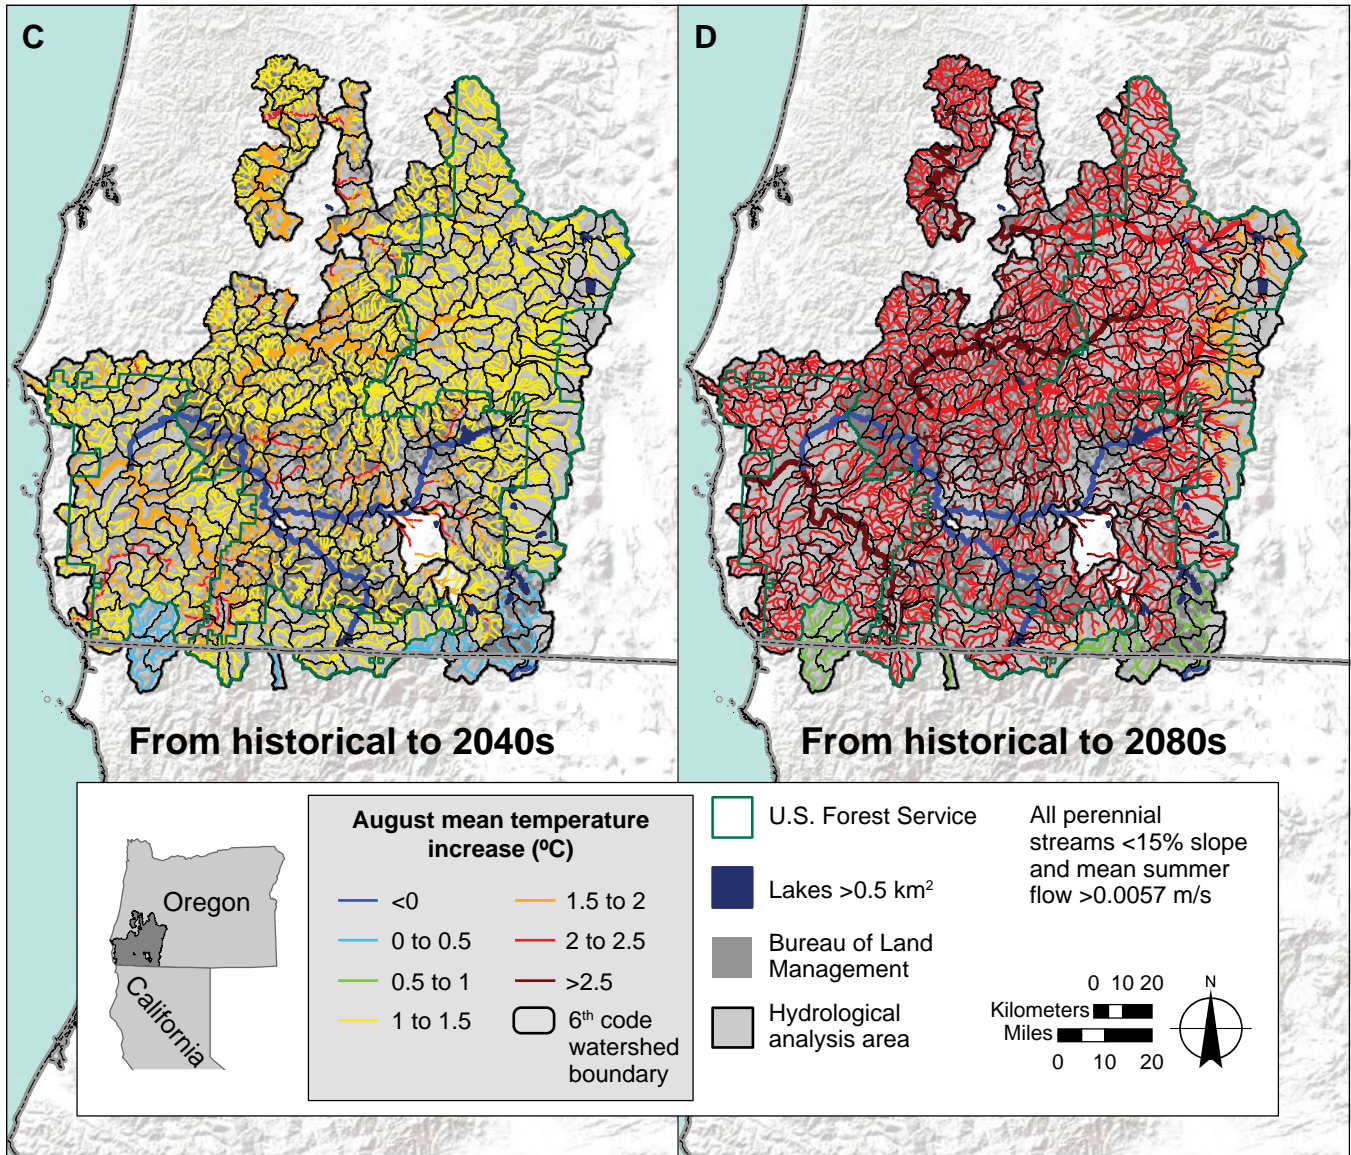 C
D
From historical to 2040s
From historical to 2080s
Oregon
California
August mean temperature
increase (ºC)
<0
0 to 0.5
0.5 to 1
1 to 1.5
1.5 to 2
2 to 2.5
>2.5
6th code
watershed
boundary
U.S. Forest Service
Lakes >0.5 km²
Bureau of Land
Management
Hydrological
analysis area
All perennial
streams <15% slope
and mean summer
flow >0.0057 m/s
0 10 20
Kilometers
Miles
0 10 20
N